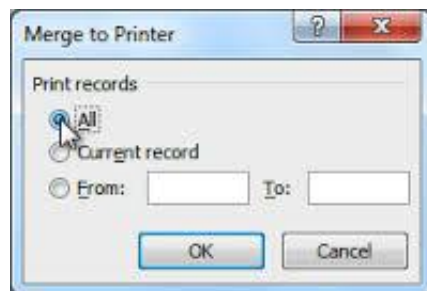 Merge to Printer
Print records
All
Current record
From: To:
OK Cancel